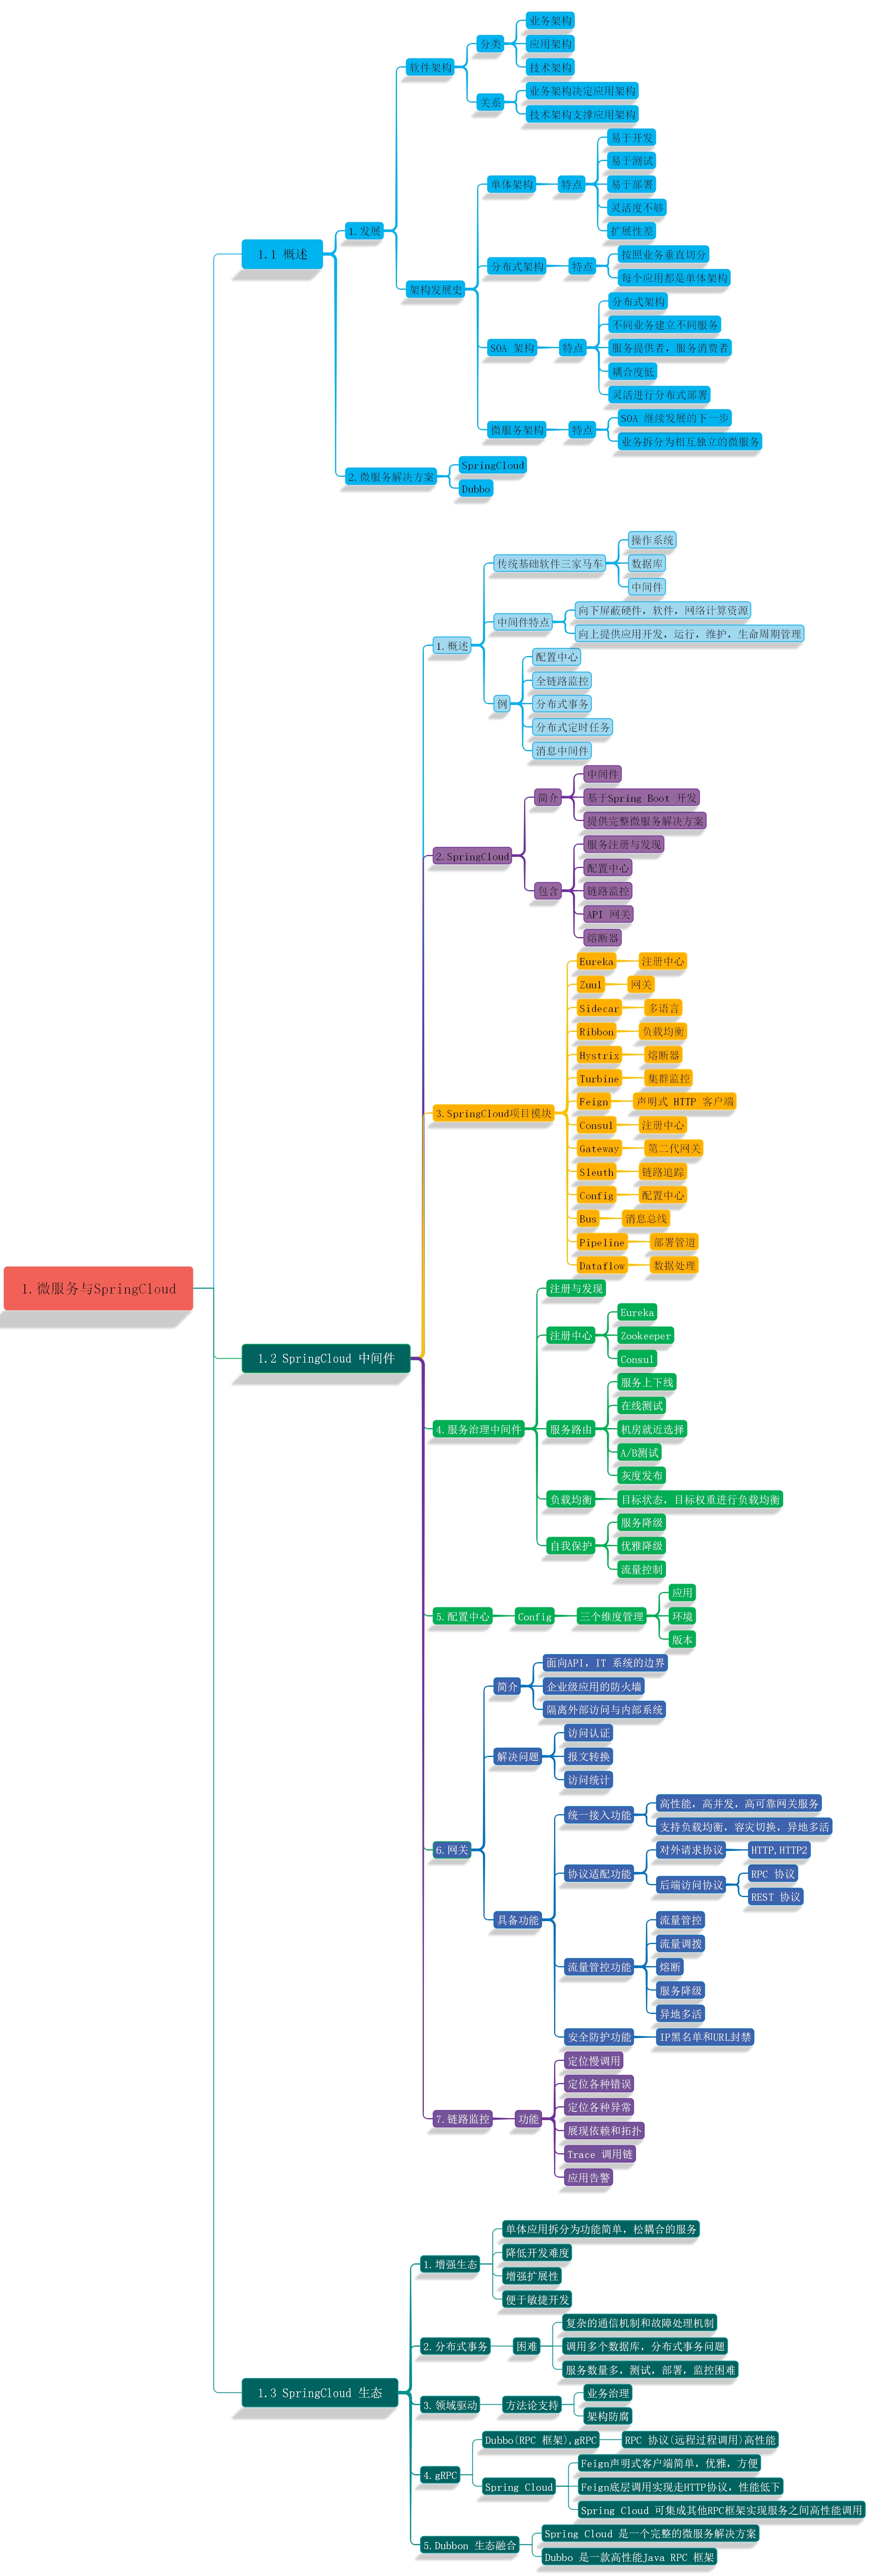 1.微服务与SpringCloud
1.1 概述
1.发展
软件架构
分类
业务架构
应用架构
技术架构
关系
业务架构决定应用架构
技术架构支撑应用架构
架构发展史
单体架构
特点
易于开发
易于测试
易于部署
灵活度不够
扩展性差
分布式架构
特点
按照业务垂直切分
每个应用都是单体架构
SOA 架构
特点
分布式架构
不同业务建立不同服务
服务提供者，服务消费者
耦合度低
灵活进行分布式部署
微服务架构
特点
SOA 继续发展的下一步
业务拆分为相互独立的微服务
2.微服务解决方案
SpringCloud
Dubbo
1.2 SpringCloud 中间件
1.概述
传统基础软件三家马车
操作系统
数据库
中间件
中间件特点
向下屏蔽硬件，软件，网络计算资源
向上提供应用开发，运行，维护，生命周期管理
例
配置中心
全链路监控
分布式事务
分布式定时任务
消息中间件
2.SpringCloud
简介
中间件
基于Spring Boot 开发
提供完整微服务解决方案
包含
服务注册与发现
配置中心
链路监控
API 网关
熔断器
3.SpringCloud项目模块
Eureka
注册中心
Zuul
网关
Sidecar
多语言
Ribbon
负载均衡
Hystrix
熔断器
Turbine
集群监控
Feign
声明式 HTTP 客户端
Consul
注册中心
Gateway
第二代网关
Sleuth
链路追踪
Config
配置中心
Bus
消息总线
Pipeline
部署管道
Dataflow
数据处理
4.服务治理中间件
注册与发现
注册中心
Eureka
Zookeeper
Consul
服务路由
服务上下线
在线测试
机房就近选择
A/B测试
灰度发布
负载均衡
目标状态，目标权重进行负载均衡
自我保护
服务降级
优雅降级
流量控制
5.配置中心
Config
三个维度管理
应用
环境
版本
6.网关
简介
面向API，IT 系统的边界
企业级应用的防火墙
隔离外部访问与内部系统
解决问题
访问认证
报文转换
访问统计
具备功能
统一接入功能
高性能，高并发，高可靠网关服务
支持负载均衡，容灾切换，异地多活
协议适配功能
对外请求协议
HTTP,HTTP2
后端访问协议
RPC 协议
REST 协议
流量管控功能
流量管控
流量调拨
熔断
服务降级
异地多活
安全防护功能
IP黑名单和URL封禁
7.链路监控
功能
定位慢调用
定位各种错误
定位各种异常
展现依赖和拓扑
Trace 调用链
应用告警
1.3 SpringCloud 生态
1.增强生态
单体应用拆分为功能简单，松耦合的服务
降低开发难度
增强扩展性
便于敏捷开发
2.分布式事务
困难
复杂的通信机制和故障处理机制
调用多个数据库，分布式事务问题
服务数量多，测试，部署，监控困难
3.领域驱动
方法论支持
业务治理
架构防腐
4.gRPC
Dubbo(RPC 框架),gRPC
RPC 协议(远程过程调用)高性能
Spring Cloud
Feign声明式客户端简单，优雅，方便
Feign底层调用实现走HTTP协议，性能低下
Spring Cloud 可集成其他RPC框架实现服务之间高性能调用
5.Dubbon 生态融合
Spring Cloud 是一个完整的微服务解决方案
Dubbo 是一款高性能Java RPC 框架